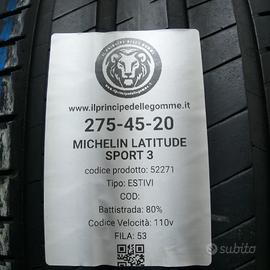 www.ilprincipedellegomme.it
275-45-20
MICHELIN LATITUDE
SPORT 3
codice prodotto: 52271
Tipo: ESTIVI
COD:
Battistrada: 80%
Codice Velocità: 110v
FILA: 53
subito